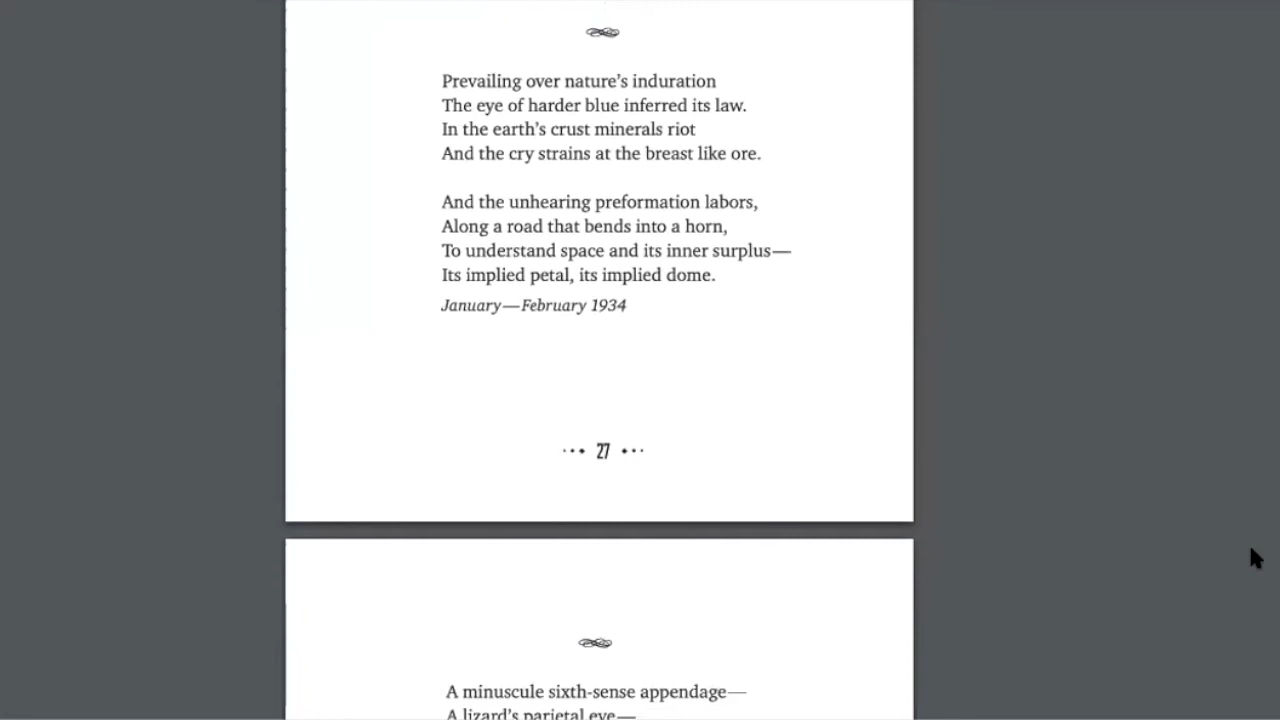 Prevailing over nature's induration
The eye of harder blue inferred its law.
In the earth's crust minerals riot
And the cry strains at the breast like ore.
And the unhearing preformation labors,
Along a road that bends into a horn,
To understand space and its inner surplus—
Its implied petal, its implied dome.
January—February 1934
27
A minuscule sixth-sense appendage—
A lizard's parietal eye—